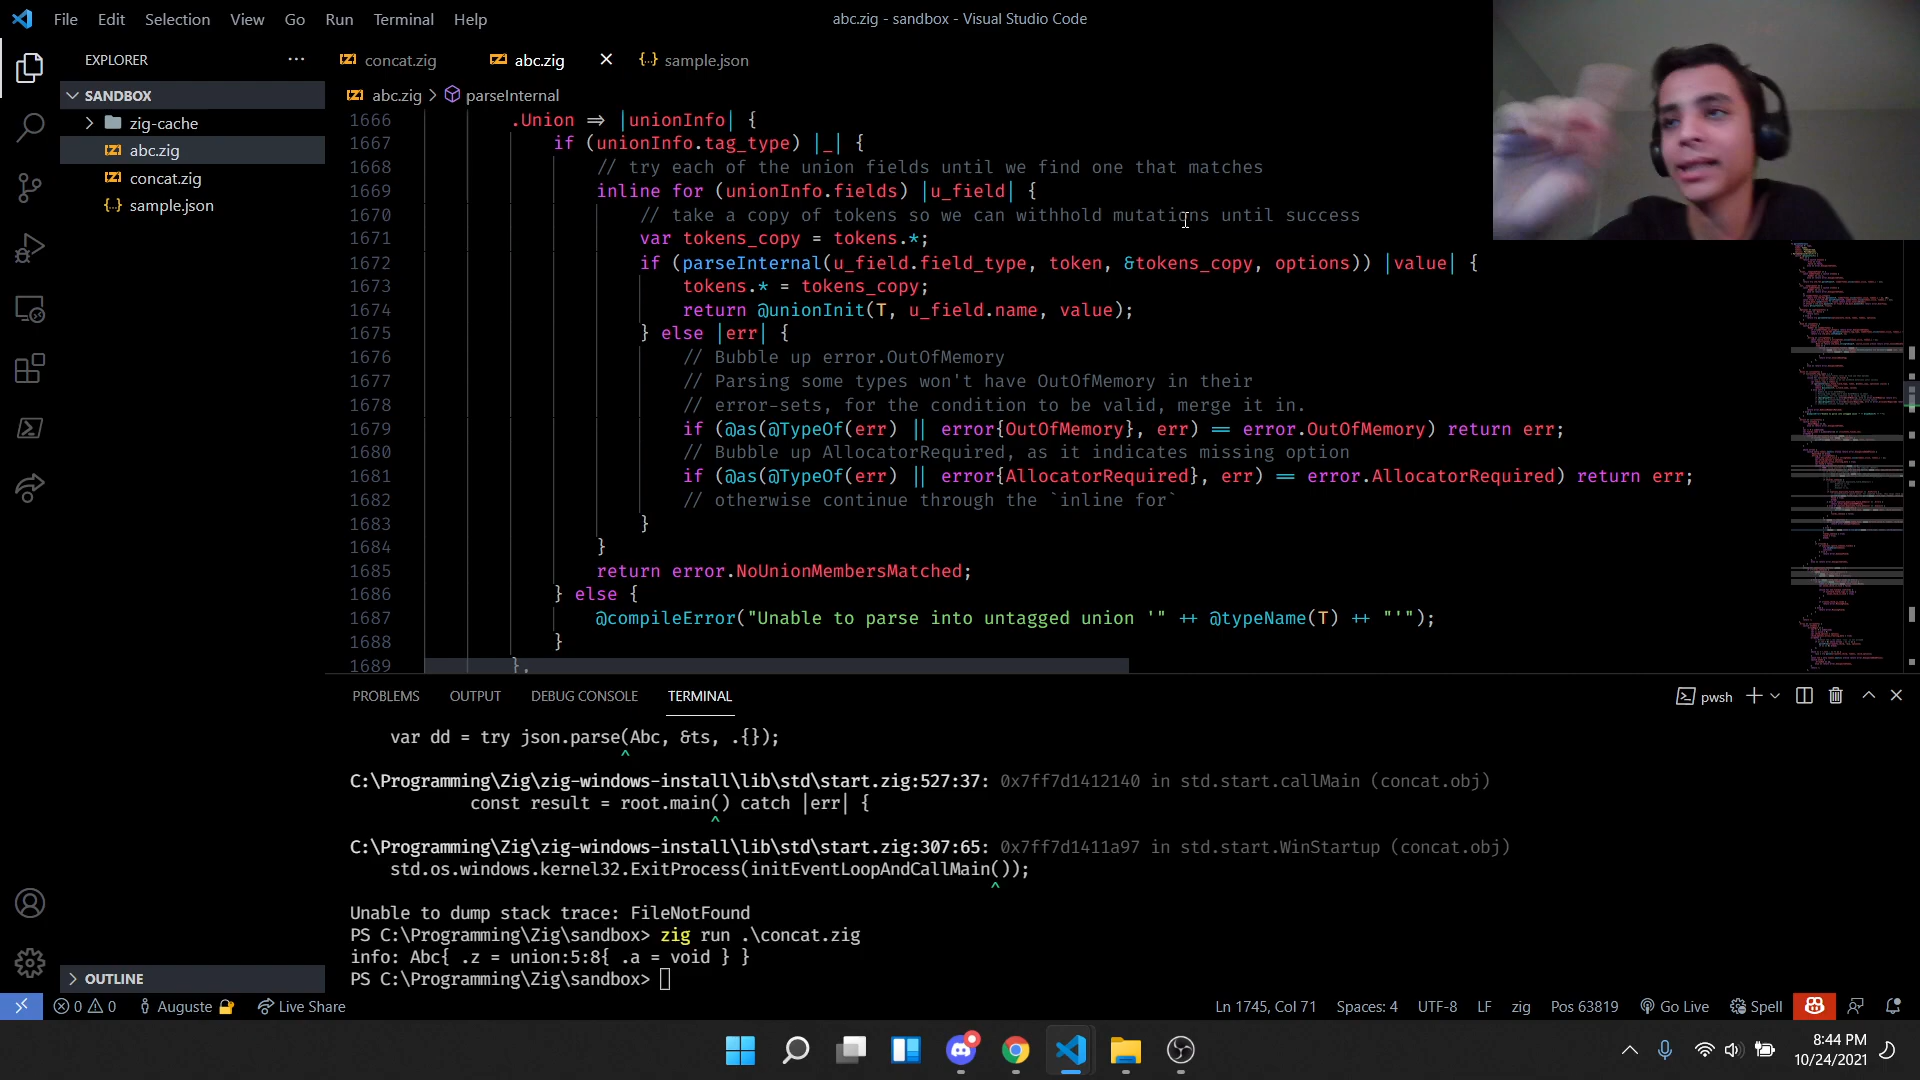 File Edit Selection View Go Run Terminal Help
abc.zig - sandbox - Visual Studio Code
EXPLORER
SANDBOX
zig-cache
abc.zig
concat.zig
sample.json
OUTLINE
concat.zig
abc.zig
sample.json
abc.zig > parseInternal
1666 .Union => |unionInfo| {
1667 if (unionInfo.tag_type) |_| {
1668 // try each of the union fields until we find one that matches
1669 inline for (unionInfo.fields) |u_field| {
1670 // take a copy of tokens so we can withhold mutations until success
1671 var tokens_copy = tokens.*;
1672 if (parseInternal(u_field.field_type, token, &tokens_copy, options)) |value| {
1673 tokens.* = tokens_copy;
1674 return @unionInit(T, u_field.name, value);
1675 } else |err| {
1676 // Bubble up error.OutOfMemory
1677 // Parsing some types won't have OutOfMemory in their
1678 // error-sets, for the condition to be valid, merge it in.
1679 if (@as(@TypeOf(err) || error{OutOfMemory}, err) == error.OutOfMemory) return err;
1680 // Bubble up AllocatorRequired, as it indicates missing option
1681 if (@as(@TypeOf(err) || error{AllocatorRequired}, err) == error.AllocatorRequired) return err;
1682 // otherwise continue through the `inline for`
1683 }
1684 }
1685 return error.NoUnionMembersMatched;
1686 } else {
1687 @compileError("Unable to parse into untagged union '" ++ @typeName(T) ++ "'");
1688 }
1689 },
PROBLEMS OUTPUT DEBUG CONSOLE TERMINAL
pwsh
var dd = try json.parse(Abc, &ts, .{});
^
C:\Programming\Zig\zig-windows-install\lib\std\start.zig:527:37: 0x7ff7d1412140 in std.start.callMain (concat.obj)
const result = root.main() catch |err| {
^
C:\Programming\Zig\zig-windows-install\lib\std\start.zig:307:65: 0x7ff7d1411a97 in std.start.WinStartup (concat.obj)
std.os.windows.kernel32.ExitProcess(initEventLoopAndCallMain());
^
Unable to dump stack trace: FileNotFound
PS C:\Programming\Zig\sandbox> zig run .\concat.zig
info: Abc{ .z = union:5:8{ .a = void } }
PS C:\Programming\Zig\sandbox>
0 0 Auguste Live Share
Ln 1745, Col 71 Spaces: 4 UTF-8 LF zig Pos 63819 Go Live Spell
8:44 PM
10/24/2021